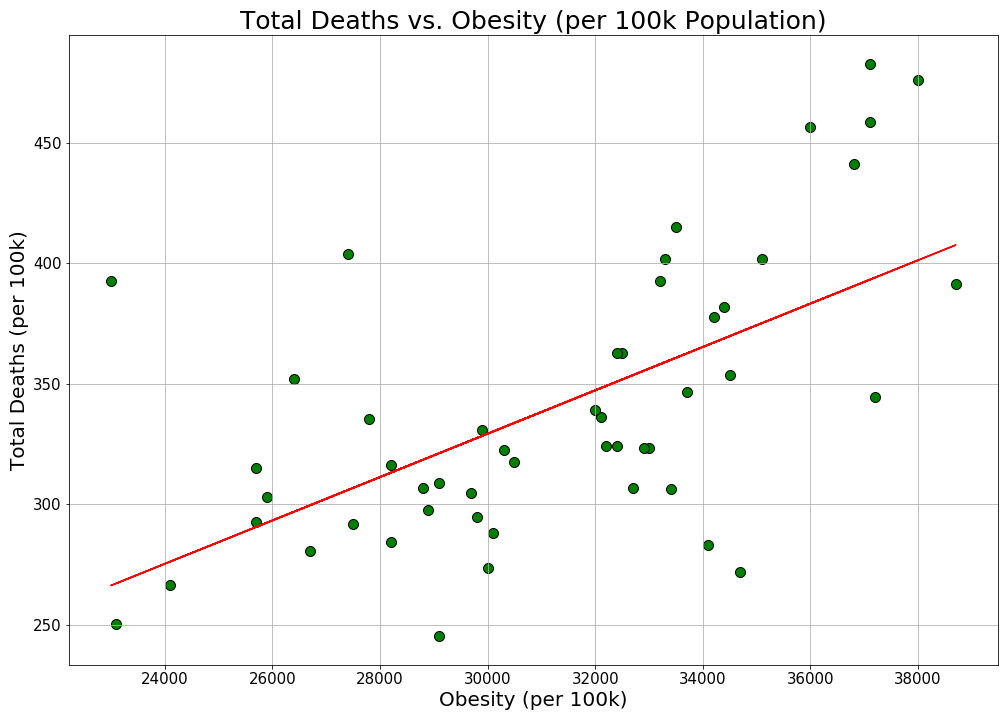 Total Deaths vs. Obesity (per 100k Population)
Total Deaths (per 100k)
450
400
350
300
250
24000 26000 28000 30000 32000 34000 36000 38000
Obesity (per 100k)